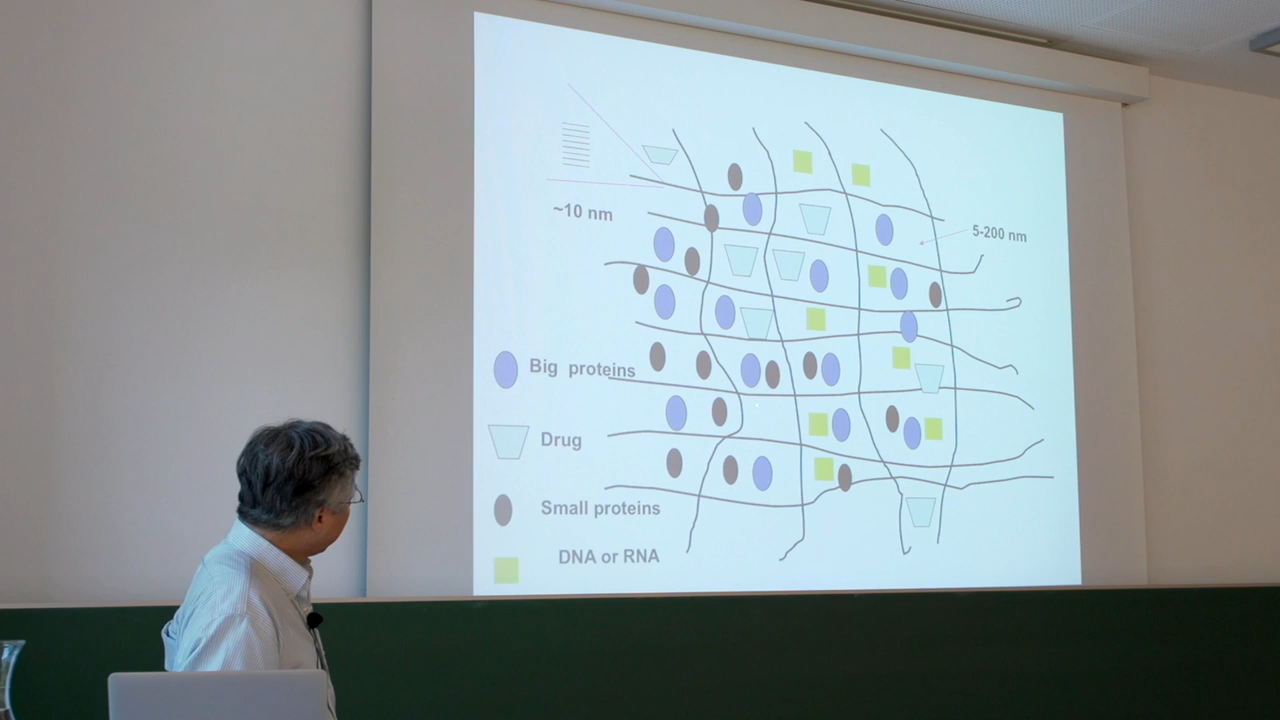 ~10 nm
5-200 nm
Big proteins
Drug
Small proteins
DNA or RNA